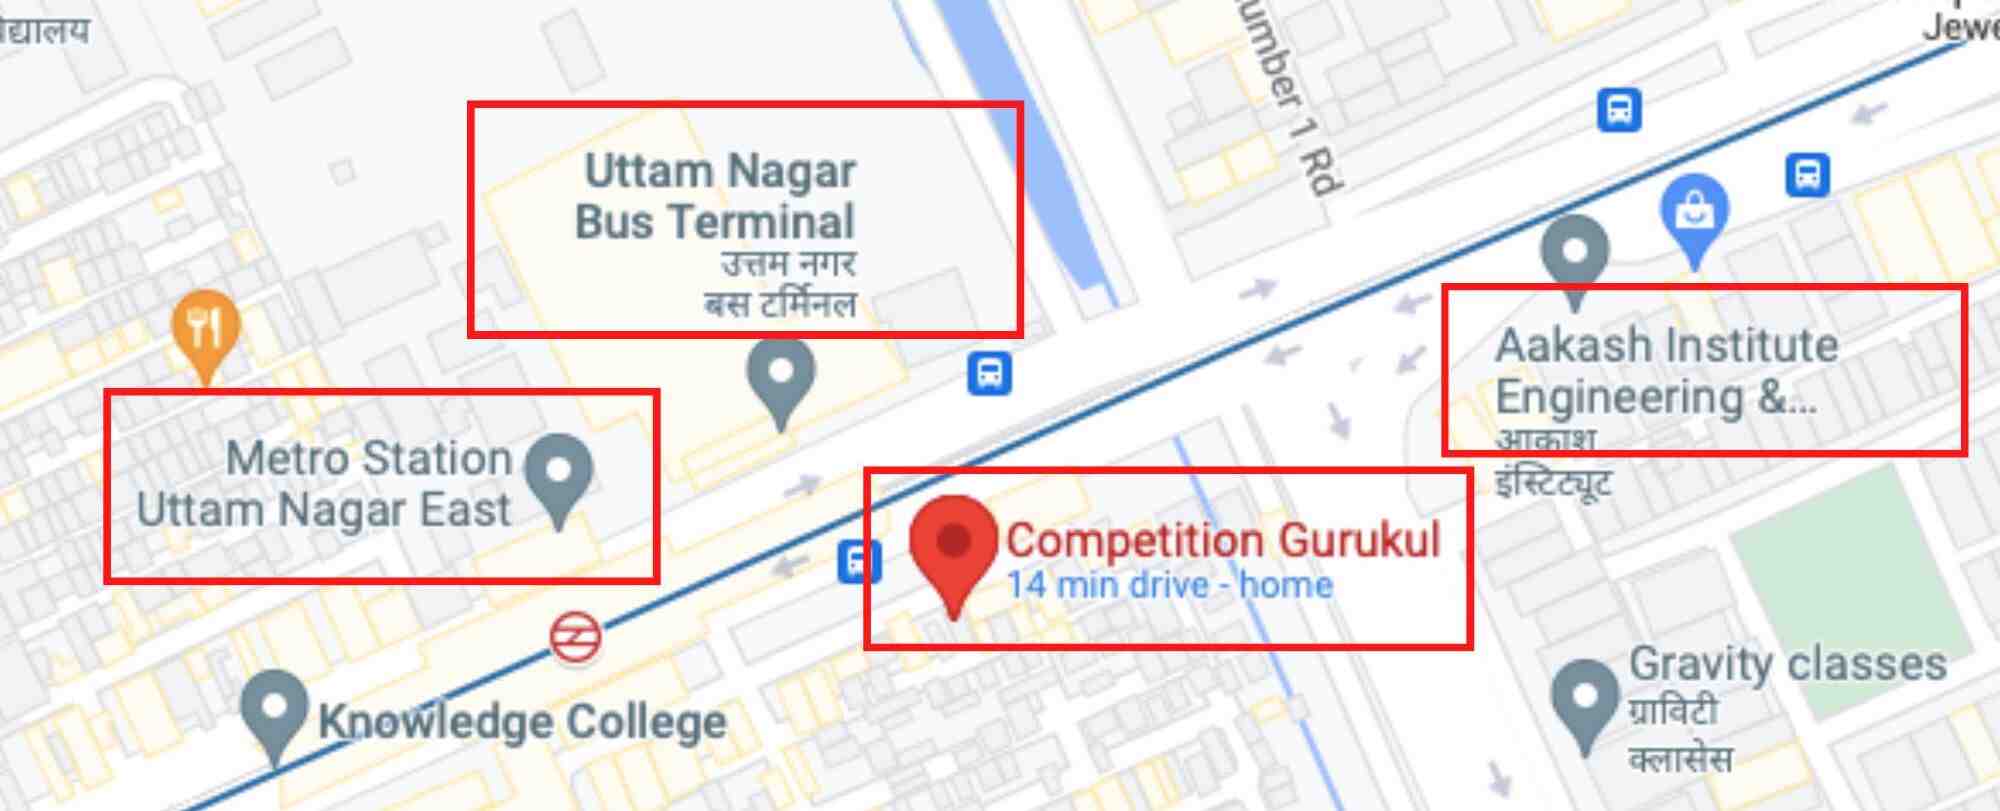 Jewe
umber 1 Rd
Uttam Nagar
Bus Terminal
उत्तम नगर
बस टर्मिनल
Aakash Institute
Engineering &...
आकाश
इंस्टिट्यूट
Metro Station
Uttam Nagar East
Competition Gurukul
14 min drive - home
Knowledge College
Gravity classes
ग्राविटी
क्लासेस